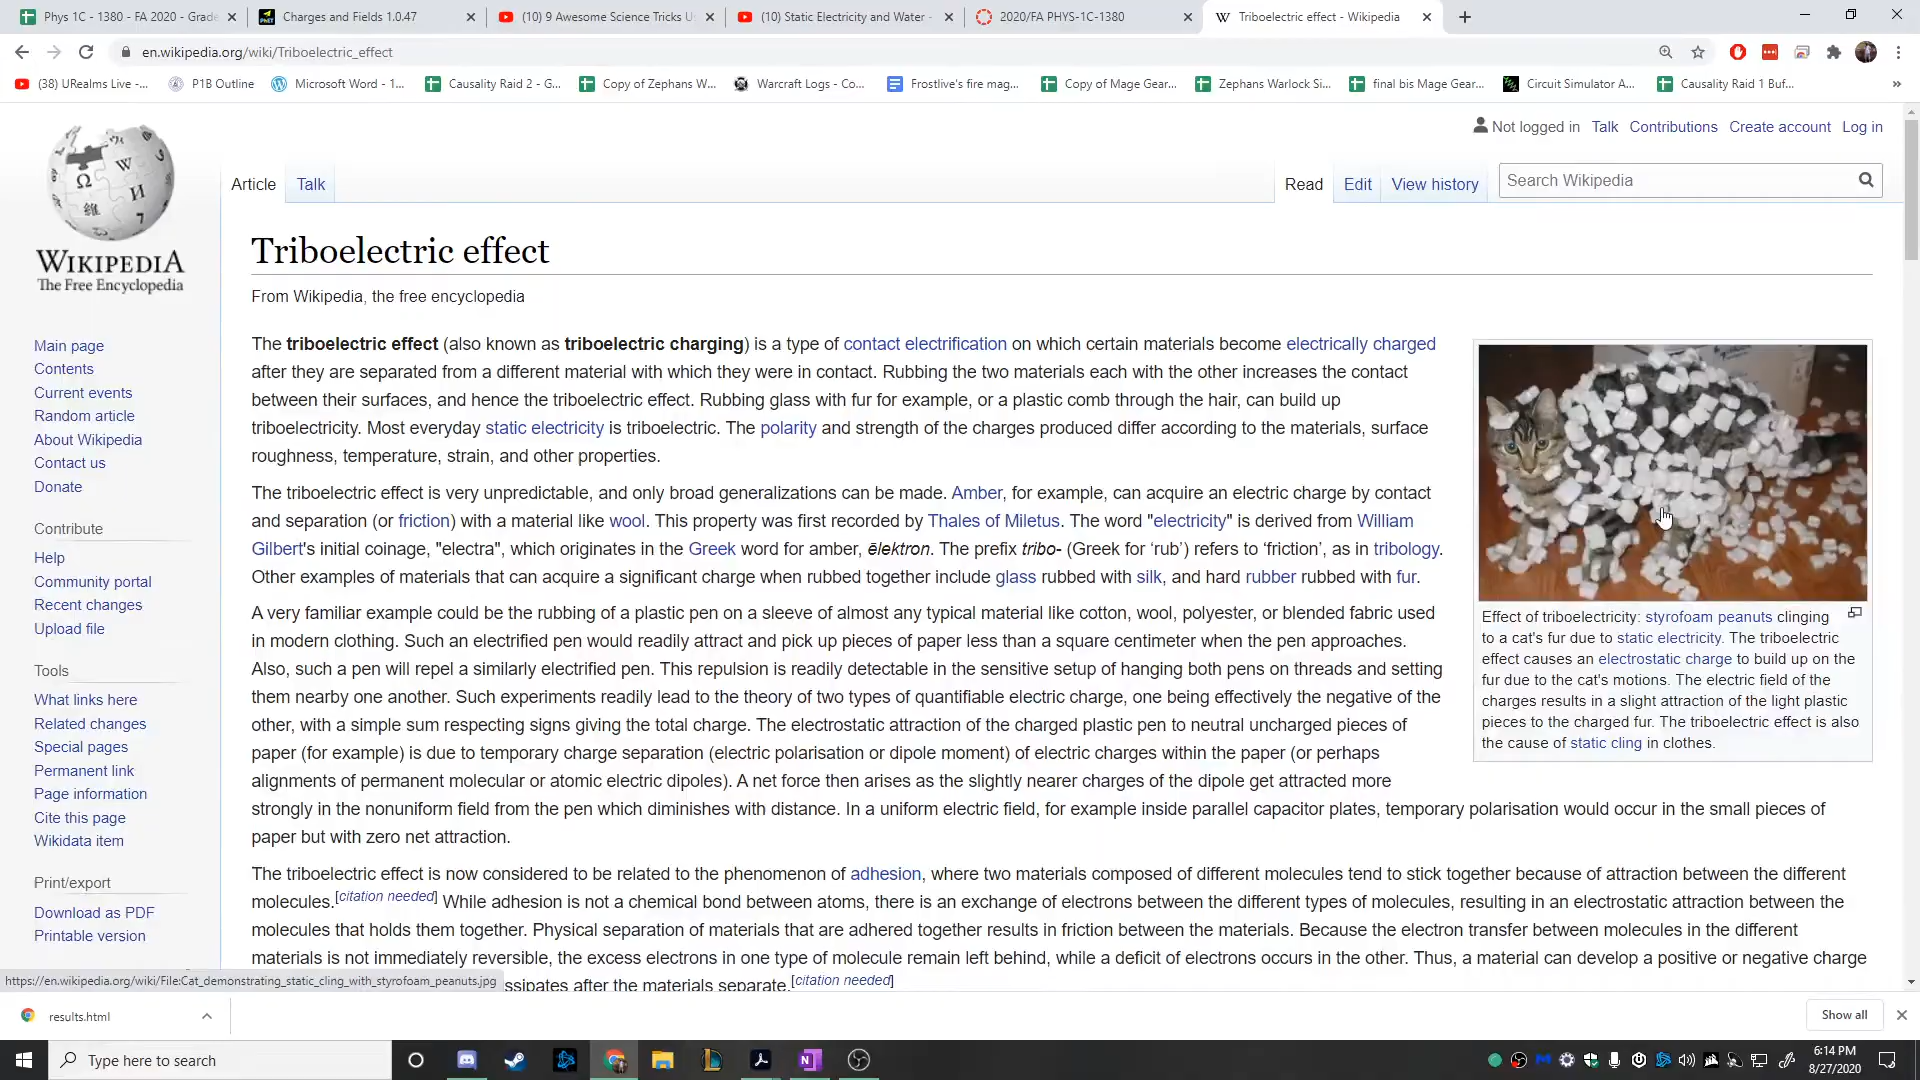 Phys 1C - 1380 - FA 2020 - Grade
Charges and Fields 1.0.47
(10) 9 Awesome Science Tricks U
(10) Static Electricity and Water -
2020/FA PHYS-1C-1380
Triboelectric effect - Wikipedia
en.wikipedia.org/wiki/Triboelectric_effect
(38) URealms Live -...
P1B Outline
Microsoft Word - 1...
Causality Raid 2 - G...
Copy of Zephans W...
Warcraft Logs - Co...
Frostlive's fire mag...
Copy of Mage Gear...
Zephans Warlock Si...
final bis Mage Gear...
Circuit Simulator A...
Causality Raid 1 Buf...
Not logged in Talk Contributions Create account Log in
Article Talk
Read Edit View history
Search Wikipedia
WIKIPEDIA
The Free Encyclopedia
Main page
Contents
Current events
Random article
About Wikipedia
Contact us
Donate
Contribute
Help
Community portal
Recent changes
Upload file
Tools
What links here
Related changes
Special pages
Permanent link
Page information
Cite this page
Wikidata item
Print/export
Download as PDF
Printable version
Triboelectric effect
From Wikipedia, the free encyclopedia
The triboelectric effect (also known as triboelectric charging) is a type of contact electrification on which certain materials become electrically charged
after they are separated from a different material with which they were in contact. Rubbing the two materials each with the other increases the contact
between their surfaces, and hence the triboelectric effect. Rubbing glass with fur for example, or a plastic comb through the hair, can build up
triboelectricity. Most everyday static electricity is triboelectric. The polarity and strength of the charges produced differ according to the materials, surface
roughness, temperature, strain, and other properties.
The triboelectric effect is very unpredictable, and only broad generalizations can be made. Amber, for example, can acquire an electric charge by contact
and separation (or friction) with a material like wool. This property was first recorded by Thales of Miletus. The word "electricity" is derived from William
Gilbert's initial coinage, "electra", which originates in the Greek word for amber, ēlektron. The prefix tribo- (Greek for ‘rub’) refers to ‘friction’, as in tribology.
Other examples of materials that can acquire a significant charge when rubbed together include glass rubbed with silk, and hard rubber rubbed with fur.
A very familiar example could be the rubbing of a plastic pen on a sleeve of almost any typical material like cotton, wool, polyester, or blended fabric used
in modern clothing. Such an electrified pen would readily attract and pick up pieces of paper less than a square centimeter when the pen approaches.
Also, such a pen will repel a similarly electrified pen. This repulsion is readily detectable in the sensitive setup of hanging both pens on threads and setting
them nearby one another. Such experiments readily lead to the theory of two types of quantifiable electric charge, one being effectively the negative of the
other, with a simple sum respecting signs giving the total charge. The electrostatic attraction of the charged plastic pen to neutral uncharged pieces of
paper (for example) is due to temporary charge separation (electric polarisation or dipole moment) of electric charges within the paper (or perhaps
alignments of permanent molecular or atomic electric dipoles). A net force then arises as the slightly nearer charges of the dipole get attracted more
strongly in the nonuniform field from the pen which diminishes with distance. In a uniform electric field, for example inside parallel capacitor plates, temporary polarisation would occur in the small pieces of
paper but with zero net attraction.
The triboelectric effect is now considered to be related to the phenomenon of adhesion, where two materials composed of different molecules tend to stick together because of attraction between the different
molecules.[citation needed] While adhesion is not a chemical bond between atoms, there is an exchange of electrons between the different types of molecules, resulting in an electrostatic attraction between the
molecules that holds them together. Physical separation of materials that are adhered together results in friction between the materials. Because the electron transfer between molecules in the different
materials is not immediately reversible, the excess electrons in one type of molecule remain left behind, while a deficit of electrons occurs in the other. Thus, a material can develop a positive or negative charge
ssipates after the materials separate.[citation needed]
Effect of triboelectricity: styrofoam peanuts clinging
to a cat's fur due to static electricity. The triboelectric
effect causes an electrostatic charge to build up on the
fur due to the cat's motions. The electric field of the
charges results in a slight attraction of the light plastic
pieces to the charged fur. The triboelectric effect is also
the cause of static cling in clothes.
https://en.wikipedia.org/wiki/File:Cat_demonstrating_static_cling_with_styrofoam_peanuts.jpg
results.html
Show all
Type here to search
6:14 PM
8/27/2020